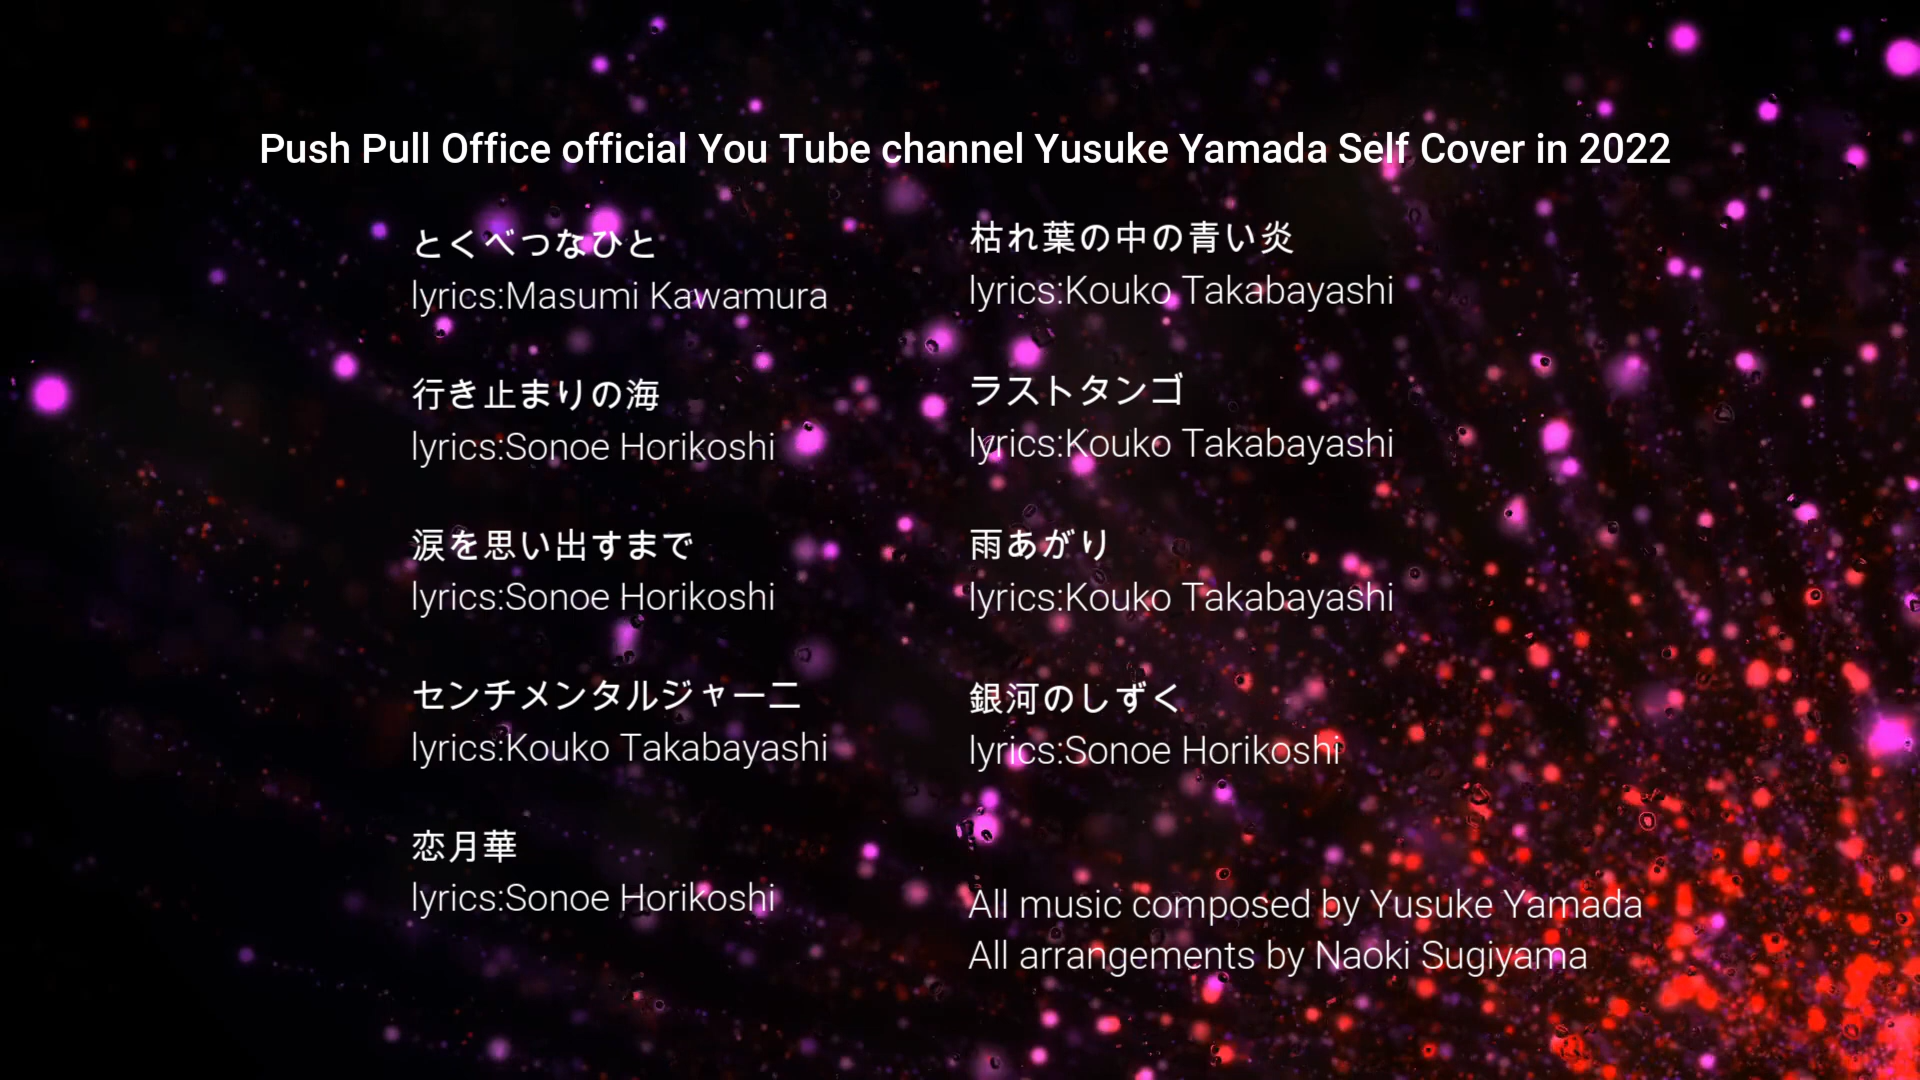 Push Pull Office official You Tube channel Yusuke Yamada Self Cover in 2022
とくべつなひと
lyrics:Masumi Kawamura
行き止まりの海
lyrics:Sonoe Horikoshi
涙を思い出すまで
lyrics:Sonoe Horikoshi
センチメンタルジャーニ
lyrics:Kouko Takabayashi
恋月華
lyrics:Sonoe Horikoshi
枯れ葉の中の青い炎
lyrics:Kouko Takabayashi
ラストタンゴ
lyrics:Kouko Takabayashi
雨あがり
lyrics:Kouko Takabayashi
銀河のしずく
lyrics:Sonoe Horikoshi
All music composed by Yusuke Yamada
All arrangements by Naoki Sugiyama